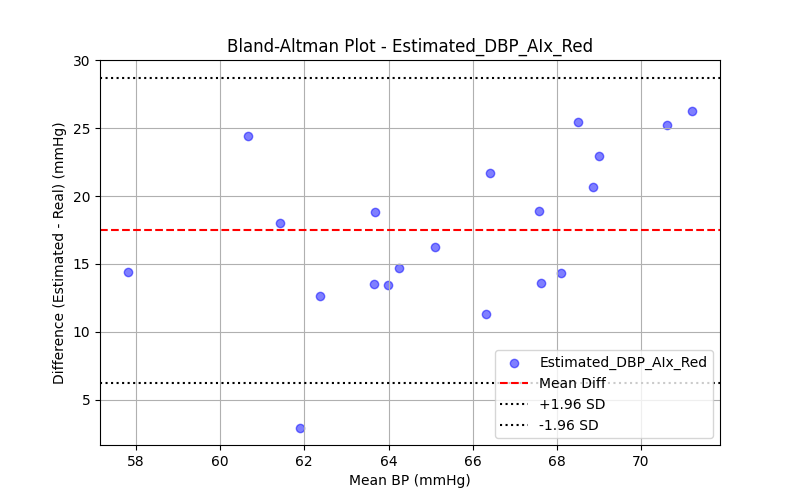 Bland-Altman Plot - Estimated_DBP_AIx_Red
Difference (Estimated - Real) (mmHg)
30
25
20
15
10
5
Estimated_DBP_AIx_Red
Mean Diff
+1.96 SD
-1.96 SD
58 60 62 64 66 68 70
Mean BP (mmHg)